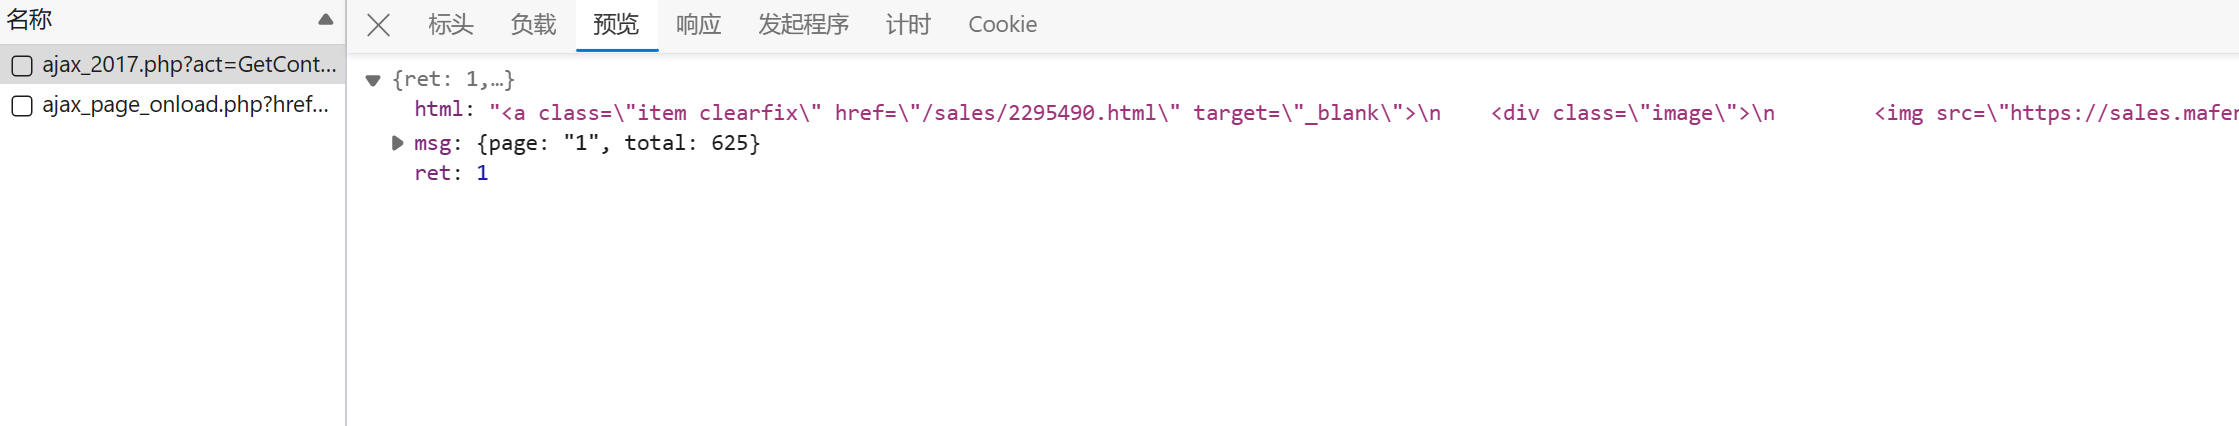 名称
ajax_2017.php?act=GetCont...
ajax_page_onload.php?href...
标头 负载 预览 响应 发起程序 计时 Cookie
{ret: 1,…}
html: "<a class=\"item clearfix\" href=\"/sales/2295490.html\" target=\"_blank\">\n    <div class=\"image\">\n        <img src=\"https://sales.mafen
msg: {page: "1", total: 625}
ret: 1